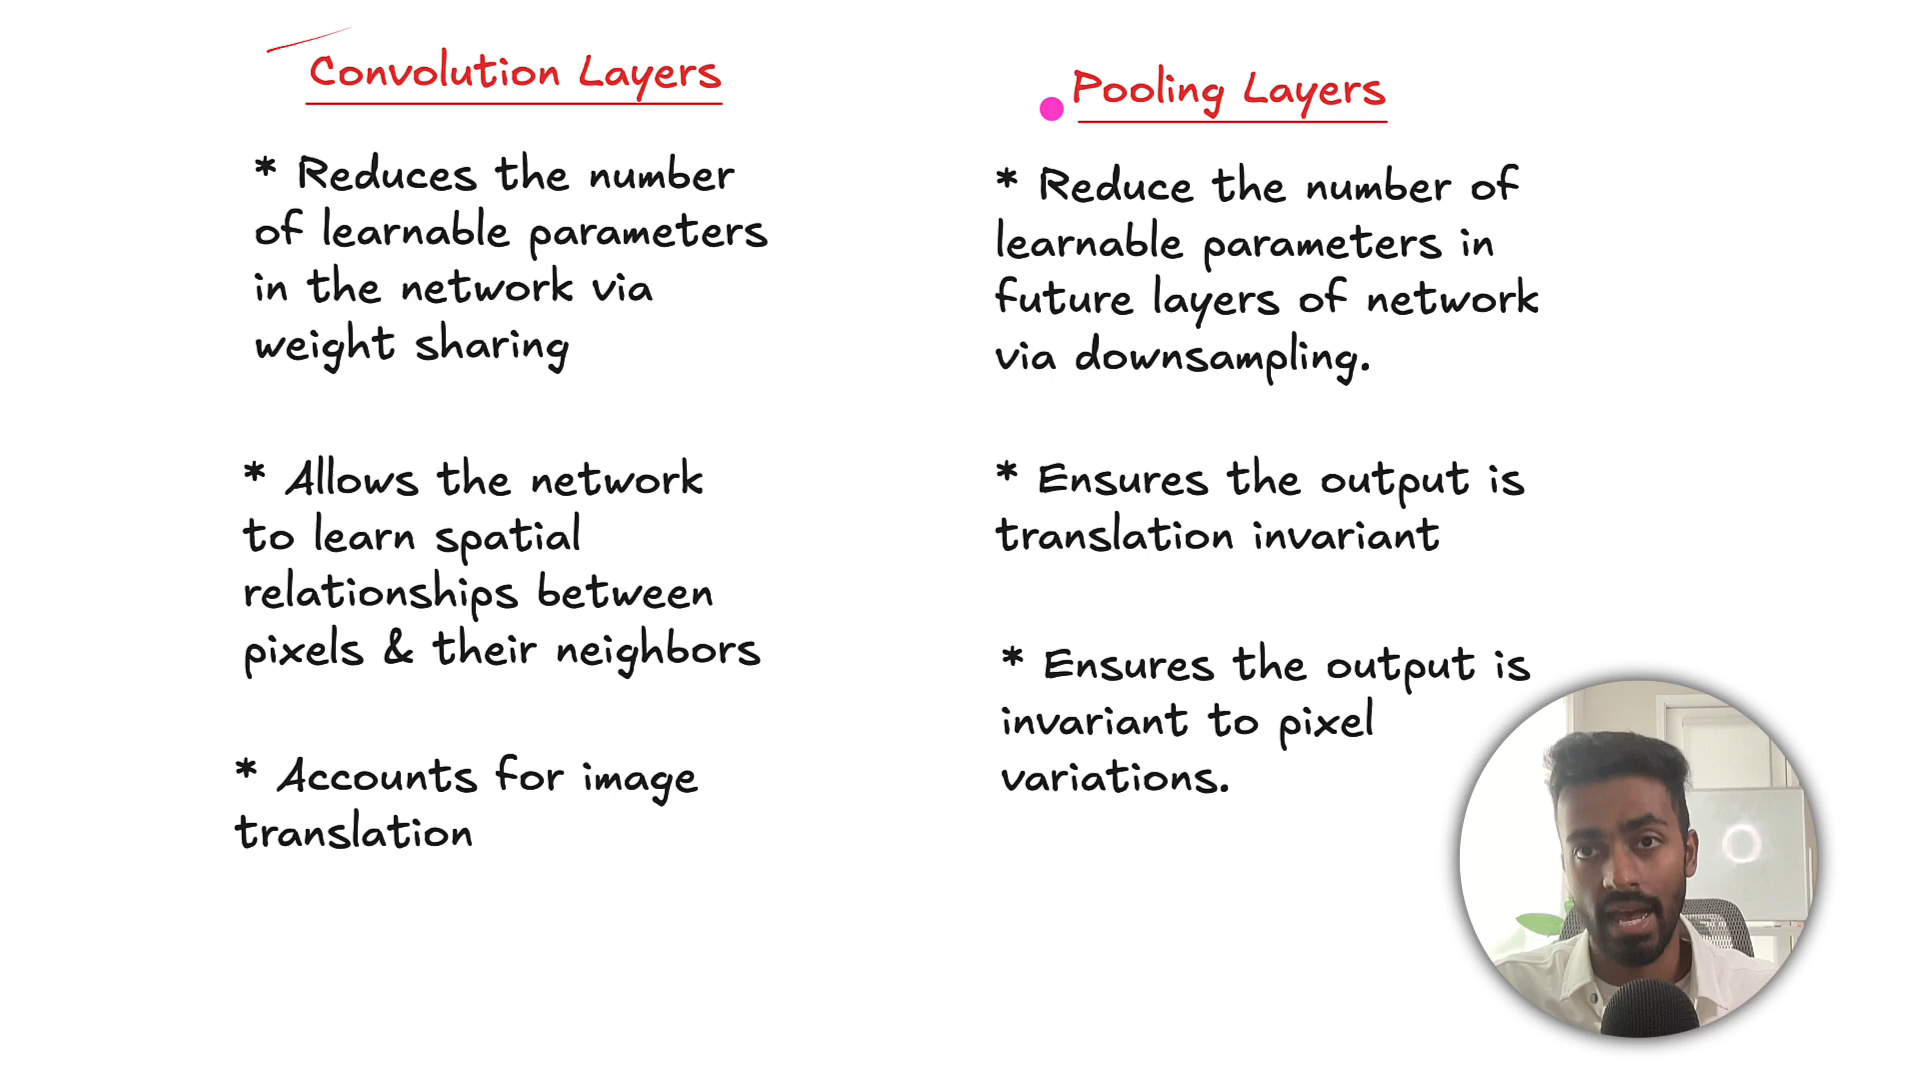 Convolution Layers
* Reduces the number
of learnable parameters
in the network via
weight sharing
* Allows the network
to learn spatial
relationships between
pixels & their neighbors
* Accounts for image
translation
Pooling Layers
* Reduce the number of
learnable parameters in
future layers of network
via downsampling.
* Ensures the output is
translation invariant
* Ensures the output is
invariant to pixel
variations.